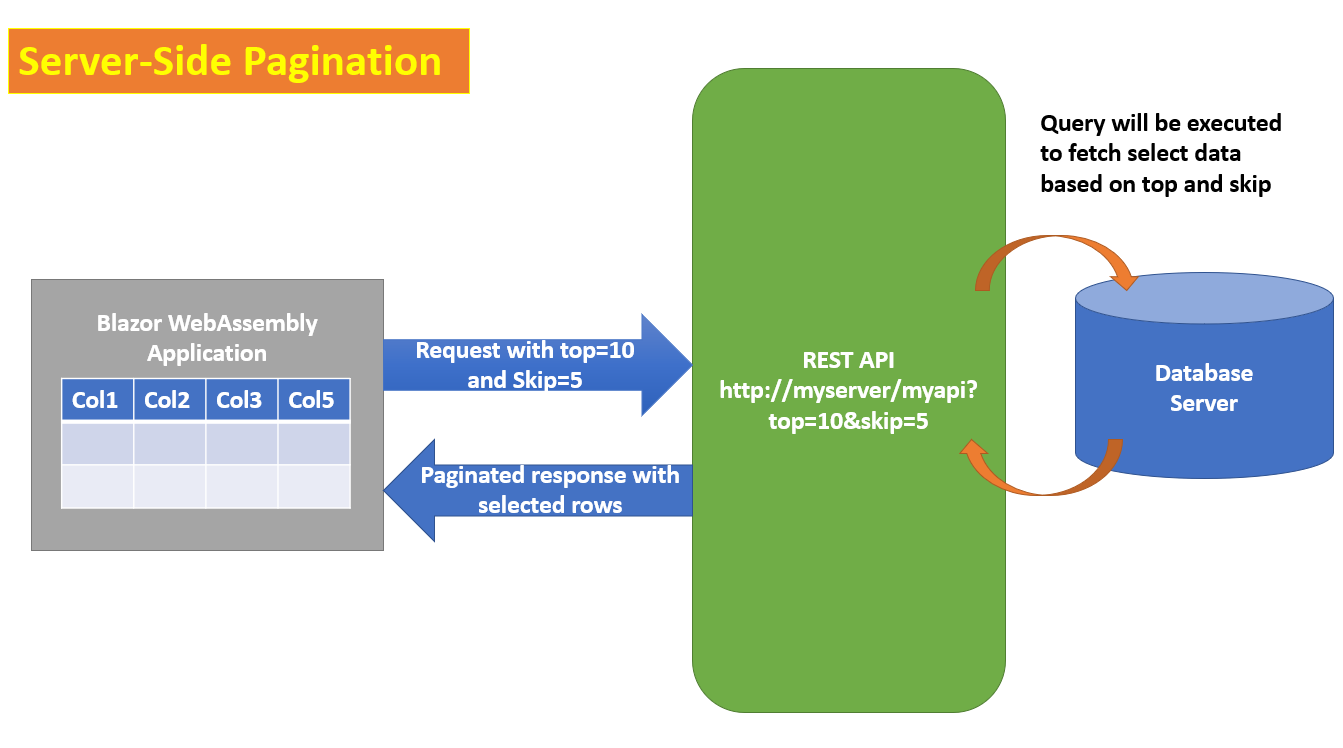 Server-Side Pagination
Query will be executed
to fetch select data
based on top and skip
Blazor WebAssembly
Application
Col1 Col2 Col3 Col5
Request with top=10
and Skip=5
Paginated response with
selected rows
REST API
http://myserver/myapi?
top=10&skip=5
Database
Server